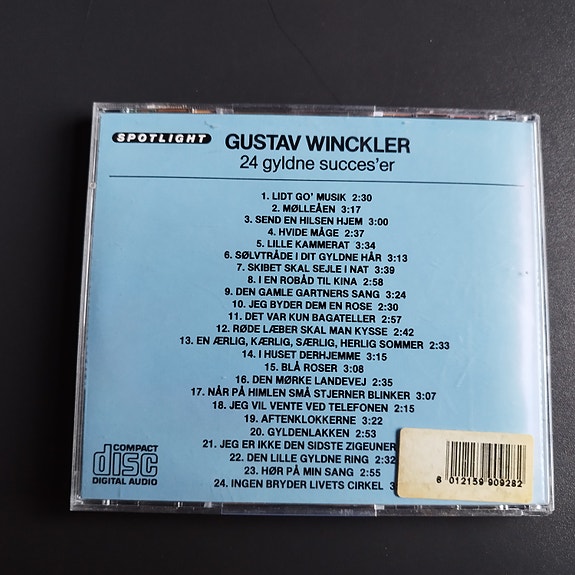 SPOTLIGHT
GUSTAV WINCKLER
24 gyldne succes'er
1. LIDT GO' MUSIK 2:30
2. MØLLEÅEN 3:17
3. SEND EN HILSEN HJEM 3:00
4. HVIDE MÅGE 2:37
5. LILLE KAMMERAT 3:34
6. SØLVTRÅDE I DIT GYLDNE HÅR 3:13
7. SKIBET SKAL SEJLE I NAT 3:39
8. I EN ROBÅD TIL KINA 2:58
9. DEN GAMLE GARTNERS SANG 3:24
10. JEG BYDER DEM EN ROSE 2:30
11. DET VAR KUN BAGATELLER 2:57
12. RØDE LÆBER SKAL MAN KYSSE 2:42
13. EN ÆRLIG, KÆRLIG, SÆRLIG, HERLIG SOMMER 2:33
14. I HUSET DERHJEMME 3:15
15. BLÅ ROSER 3:08
16. DEN MØRKE LANDEVEJ 2:35
17. NÅR PÅ HIMLEN SMÅ STJERNER BLINKER 3:07
18. JEG VIL VENTE VED TELEFONEN 2:15
19. AFTENKLOKKERNE 3:22
20. GYLDENLAKKEN 2:53
21. JEG ER IKKE DEN SIDSTE ZIGEUNER
22. DEN LILLE GYLDNE RING 2:32
23. HØR PÅ MIN SANG 2:55
24. INGEN BRYDER LIVETS CIRKEL
COMPACT
disc
DIGITAL AUDIO
6 012159 909282